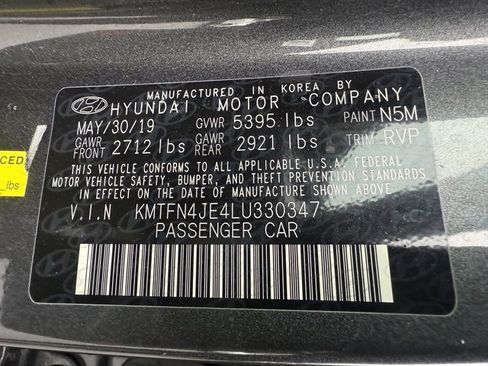 MANUFACTURED IN KOREA BY
HYUNDAI MOTOR COMPANY
MAY/30/19 GVWR 5395 lbs PAINT N5M
GAWR FRONT 2712 lbs GAWR REAR 2921 lbs TRIM RVP
THIS VEHICLE CONFORMS TO ALL APPLICABLE U.S.A. FEDERAL
MOTOR VEHICLE SAFETY, BUMPER, AND THEFT PREVENTION STANDARDS
IN EFFECT ON THE DATE OF MANUFACTURE SHOWN ABOVE.
V.I.N KMTFN4JE4LU330347
PASSENGER CAR
CED
lbs